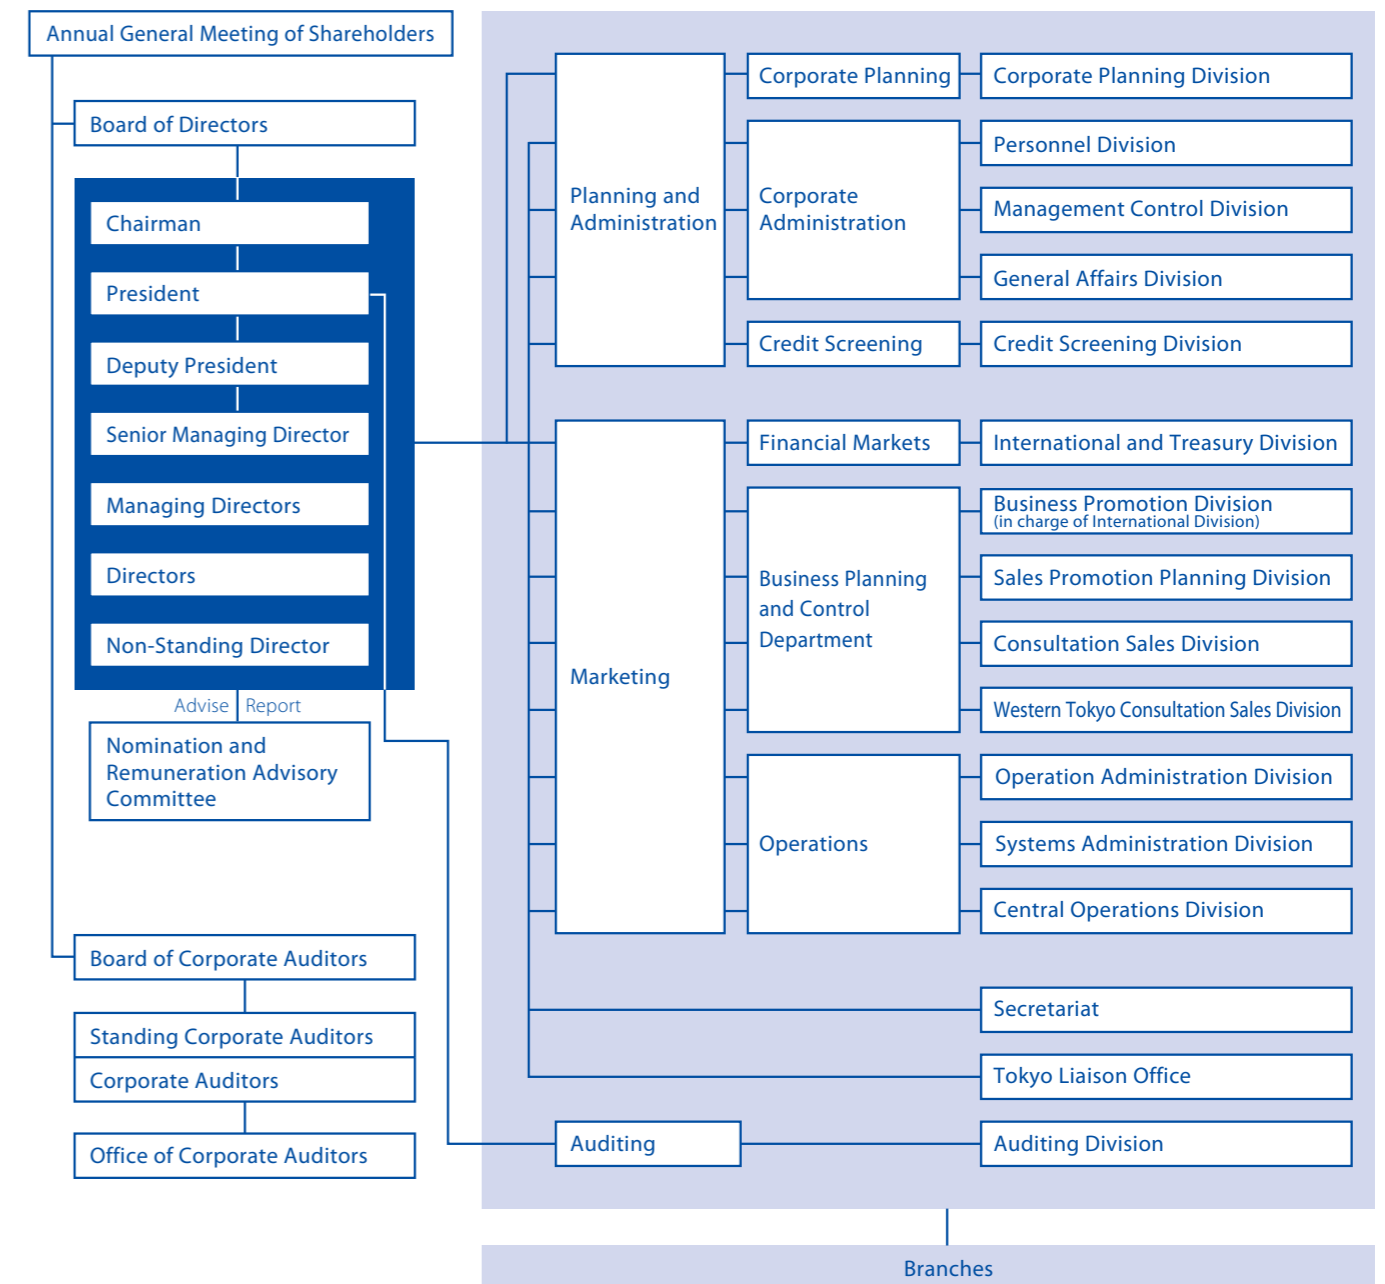 Annual General Meeting of Shareholders
Board of Directors
Chairman
President
Deputy President
Senior Managing Director
Managing Directors
Directors
Non-Standing Director
Advise Report
Nomination and
Remuneration Advisory
Committee
Board of Corporate Auditors
Standing Corporate Auditors
Corporate Auditors
Office of Corporate Auditors
Planning and
Administration
Corporate Planning
Corporate Planning Division
Corporate
Administration
Personnel Division
Management Control Division
General Affairs Division
Credit Screening
Credit Screening Division
Marketing
Financial Markets
International and Treasury Division
Business Planning
and Control
Department
Business Promotion Division
(in charge of International Division)
Sales Promotion Planning Division
Consultation Sales Division
Western Tokyo Consultation Sales Division
Operations
Operation Administration Division
Systems Administration Division
Central Operations Division
Secretariat
Tokyo Liaison Office
Auditing
Auditing Division
Branches